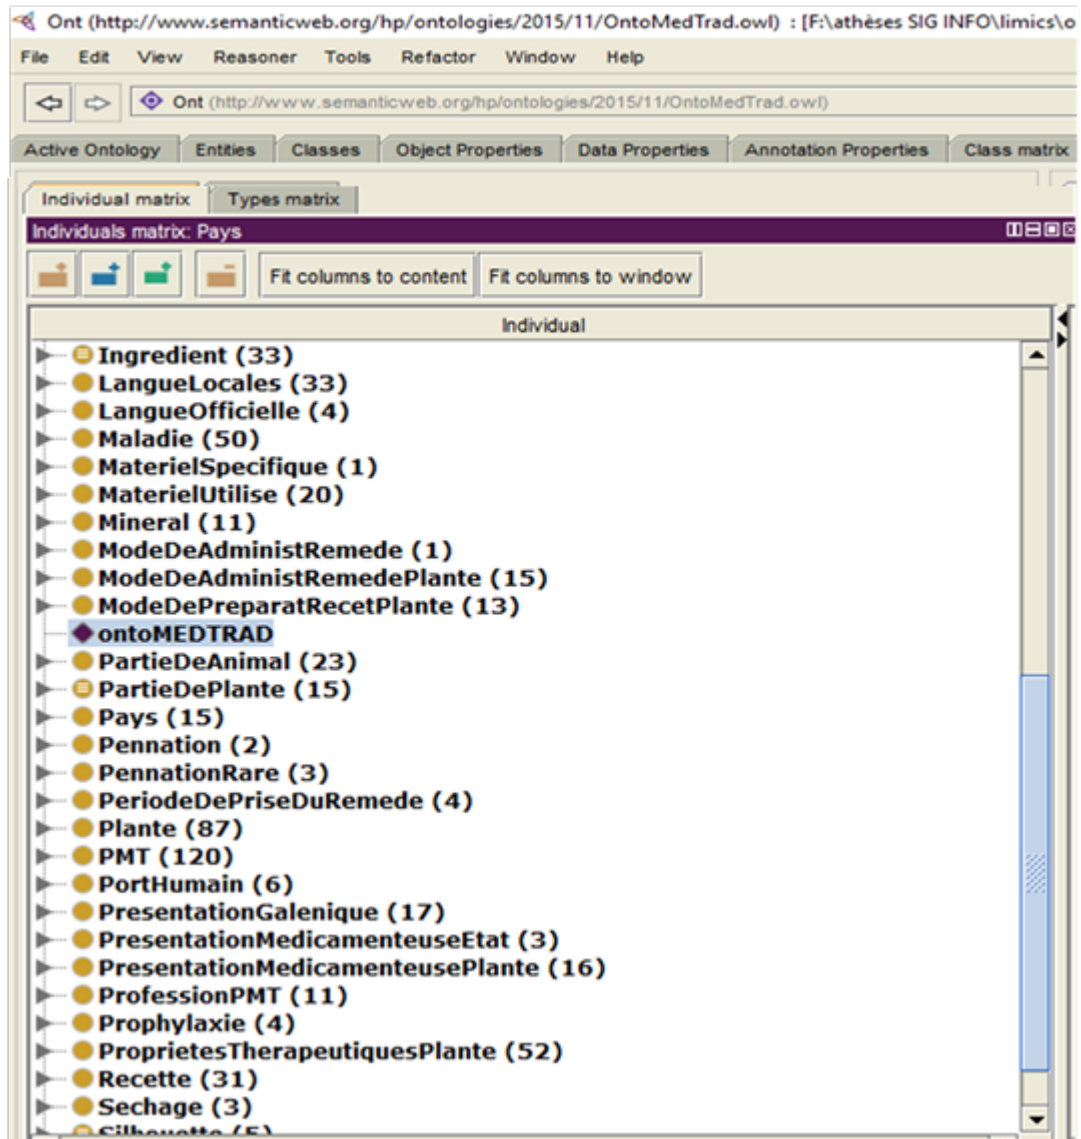 Ont (http://www.semanticweb.org/hp/ontologies/2015/11/OntoMedTrad.owl) : [F:\athèses SIG INFO\limics\o
File Edit View Reasoner Tools Refactor Window Help
Ont (http://www.semanticweb.org/hp/ontologies/2015/11/OntoMedTrad.owl)
Active Ontology Entities Classes Object Properties Data Properties Annotation Properties Class matrix
Individual matrix Types matrix
Individuals matrix: Pays
Fit columns to content Fit columns to window
Individual
Ingredient (33)
LangueLocales (33)
LangueOfficielle (4)
Maladie (50)
MaterielSpecifique (1)
MaterielUtilise (20)
Mineral (11)
ModeDeAdministRemede (1)
ModeDeAdministRemedePlante (15)
ModeDePreparatRecetPlante (13)
ontoMEDTRAD
PartieDeAnimal (23)
PartieDePlante (15)
Pays (15)
Pennation (2)
PennationRare (3)
PeriodeDePriseDuRemede (4)
Plante (87)
PMT (120)
PortHumain (6)
PresentationGalenique (17)
PresentationMedicamenteuseEtat (3)
PresentationMedicamenteusePlante (16)
ProfessionPMT (11)
Prophylaxie (4)
ProprietesTherapeutiquesPlante (52)
Recette (31)
Sechage (3)
Silhouette (5)